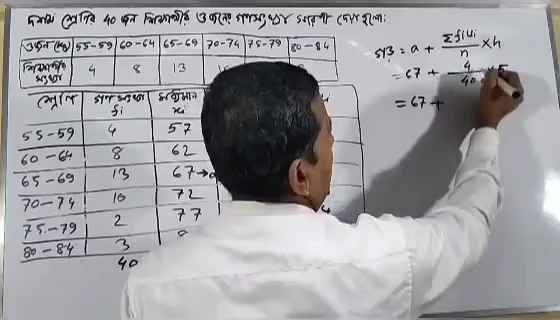 দশম শ্রেণির 40 জন শিক্ষার্থীর ওজনের গণসংখ্যা সারণী দেয়া হলো:
ওজন (কেজি) 55-59 60-64 65-69 70-74 75-79 80-84
শিক্ষার্থীর সংখ্যা 4 8 13
শ্রেণি গণসংখ্যা fi মধ্যমান xi
55-59 4 57
60-64 8 62
65-69 13 67→a
70-74 10 72
75-79 2 77
80-84 3
40
গড় = a + Σfiui/n × h
= 67 + 4/40 × 5
= 67 +